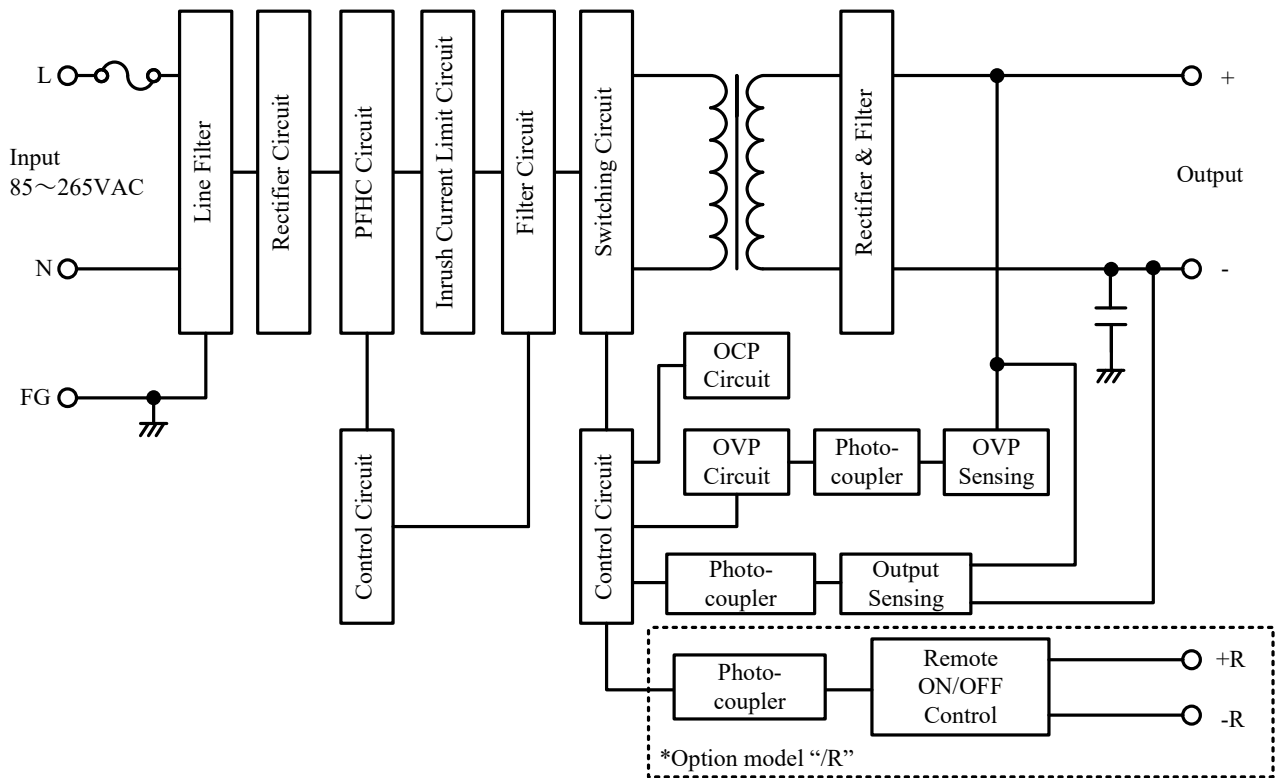 L
Input
85～265VAC
N
FG
Line Filter
Rectifier Circuit
PFHC Circuit
Inrush Current Limit Circuit
Filter Circuit
Switching Circuit
Rectifier & Filter
+
Output
-
Control Circuit
Control Circuit
OCP
Circuit
OVP
Circuit
Photo-
coupler
OVP
Sensing
Photo-
coupler
Output
Sensing
Photo-
coupler
Remote
ON/OFF
Control
+R
-R
*Option model “/R”